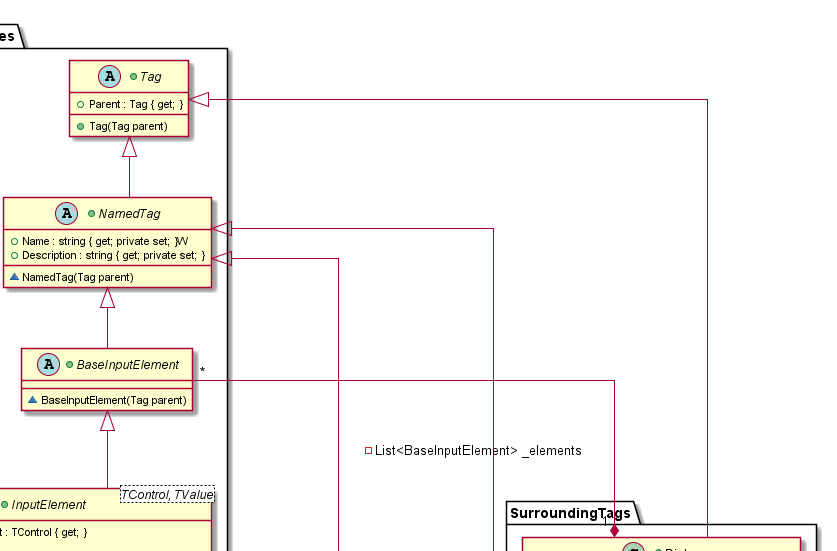 es
A Tag
Parent : Tag { get; }
Tag(Tag parent)
A NamedTag
Name : string { get; private set; }\/\/
Description : string { get; private set; }
NamedTag(Tag parent)
A BaseInputElement
*
BaseInputElement(Tag parent)
List<BaseInputElement> _elements
TControl, TValue
InputElement
t : TControl { get; }
SurroundingTags